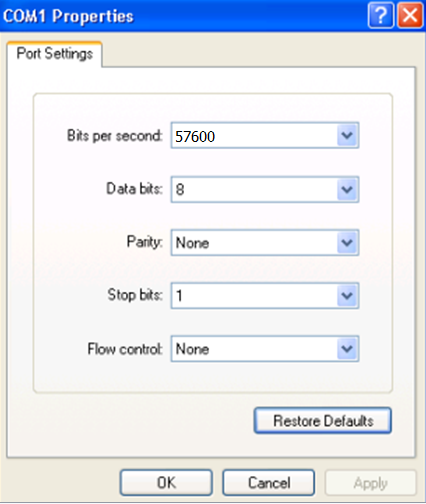 COM1 Properties
Port Settings
Bits per second: 57600
Data bits: 8
Parity: None
Stop bits: 1
Flow control: None
Restore Defaults
OK Cancel Apply